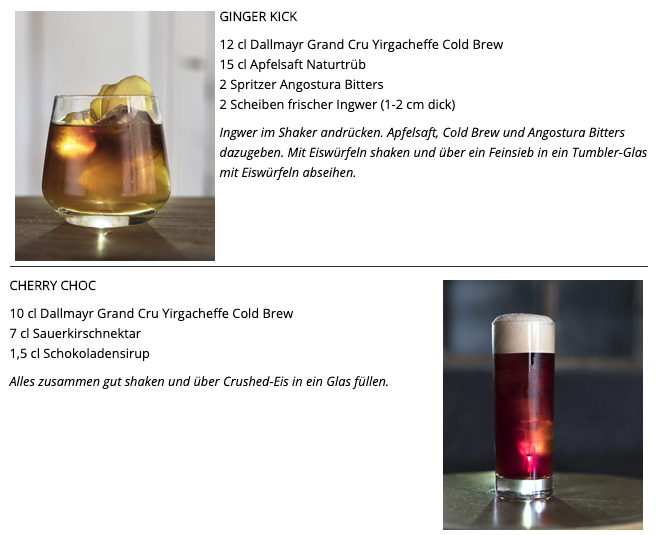 GINGER KICK
12 cl Dallmayr Grand Cru Yirgacheffe Cold Brew
15 cl Apfelsaft Naturtrüb
2 Spritzer Angostura Bitters
2 Scheiben frischer Ingwer (1-2 cm dick)
Ingwer im Shaker andrücken. Apfelsaft, Cold Brew und Angostura Bitters
dazugeben. Mit Eiswürfeln shaken und über ein Feinsieb in ein Tumbler-Glas
mit Eiswürfeln abseihen.
CHERRY CHOC
10 cl Dallmayr Grand Cru Yirgacheffe Cold Brew
7 cl Sauerkirschnektar
1,5 cl Schokoladensirup
Alles zusammen gut shaken und über Crushed-Eis in ein Glas füllen.